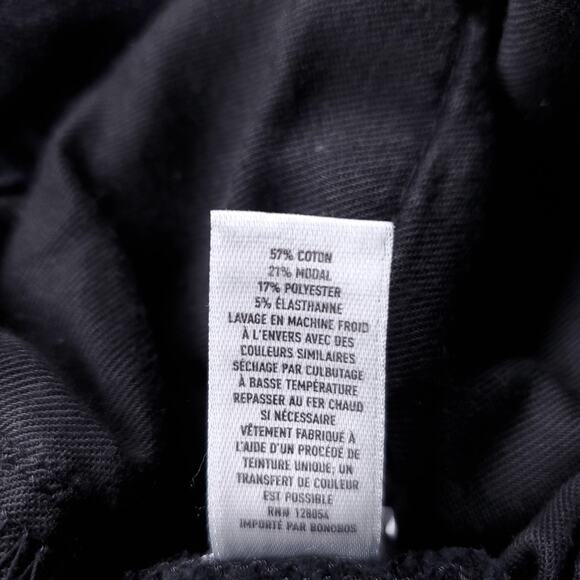 57% COTON
21% MODAL
17% POLYESTER
5% ÉLASTHANNE
LAVAGE EN MACHINE FROID
À L'ENVERS AVEC DES
COULEURS SIMILAIRES
SÉCHAGE PAR CULBUTAGE
À BASSE TEMPÉRATURE
REPASSER AU FER CHAUD
SI NÉCESSAIRE
VÊTEMENT FABRIQUÉ À
L'AIDE D'UN PROCÉDÉ DE
TEINTURE UNIQUE; UN
TRANSFERT DE COULEUR
EST POSSIBLE
RNN 128054
IMPORTÉ PAR BONOBOS